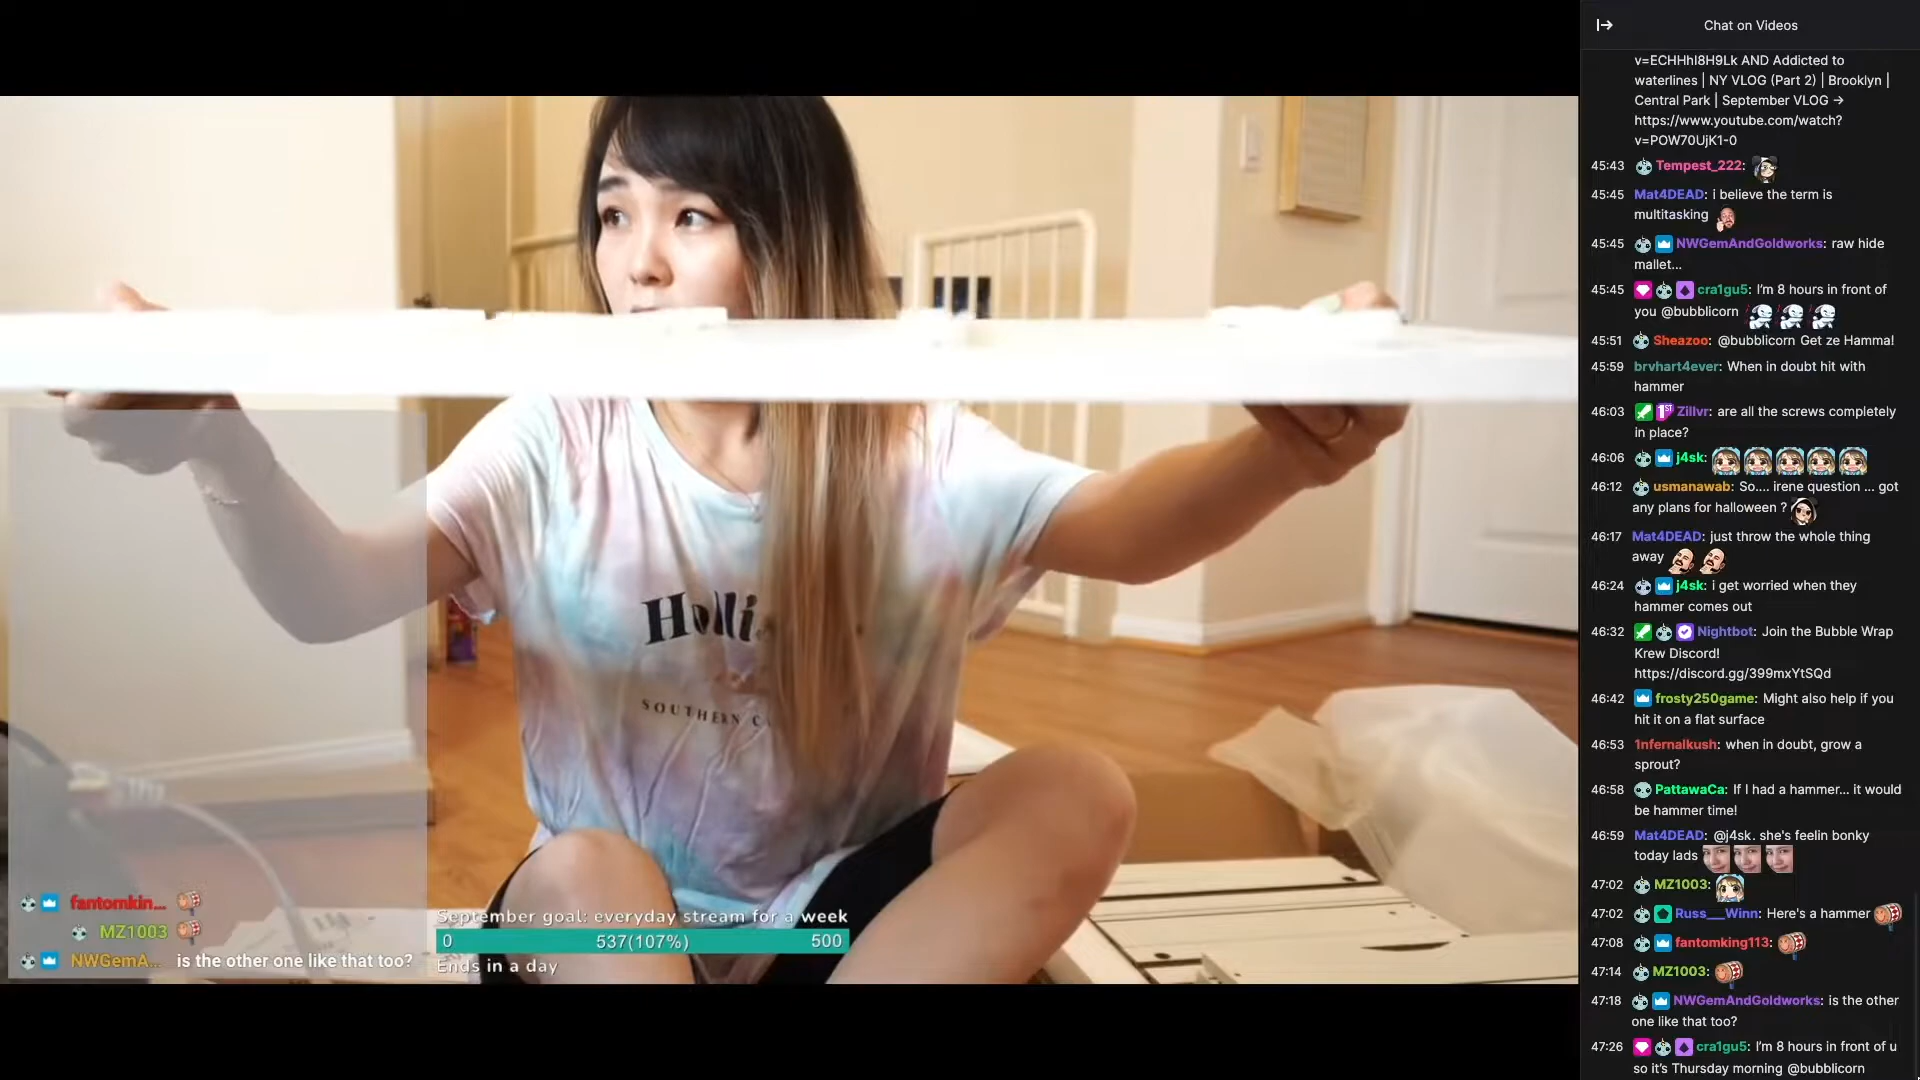 Chat on Videos
v=ECHHhI8H9Lk AND Addicted to
waterlines | NY VLOG (Part 2) | Brooklyn |
Central Park | September VLOG →
https://www.youtube.com/watch?
v=POW70UjK1-0
45:43 Tempest_222:
45:45 Mat4DEAD: i believe the term is
multitasking
45:45 NWGemAndGoldworks: raw hide
mallet...
45:45 cra1gu5: I'm 8 hours in front of
you @bubblicorn
45:51 Sheazoo: @bubblicorn Get ze Hamma!
45:59 brvhart4ever: When in doubt hit with
hammer
46:03 1ST Zillvr: are all the screws completely
in place?
46:06 j4sk:
46:12 usmanawab: So.... irene question ... got
any plans for halloween ?
46:17 Mat4DEAD: just throw the whole thing
away
46:24 j4sk: i get worried when they
hammer comes out
46:32 Nightbot: Join the Bubble Wrap
Krew Discord!
https://discord.gg/399mxYtSQd
46:42 frosty250game: Might also help if you
hit it on a flat surface
46:53 1nfernalkush: when in doubt, grow a
sprout?
46:58 PattawaCa: If I had a hammer... it would
be hammer time!
46:59 Mat4DEAD: @j4sk. she's feelin bonky
today lads
47:02 MZ1003:
47:02 Russ__Winn: Here's a hammer
47:08 fantomking113:
47:14 MZ1003:
47:18 NWGemAndGoldworks: is the other
one like that too?
47:26 cra1gu5: I'm 8 hours in front of u
so it's Thursday morning @bubblicorn
Holli
SOUTHERN C
fantomkin...
MZ1003
NWGemA... is the other one like that too?
September goal: everyday stream for a week
0 537(107%) 500
Ends in a day